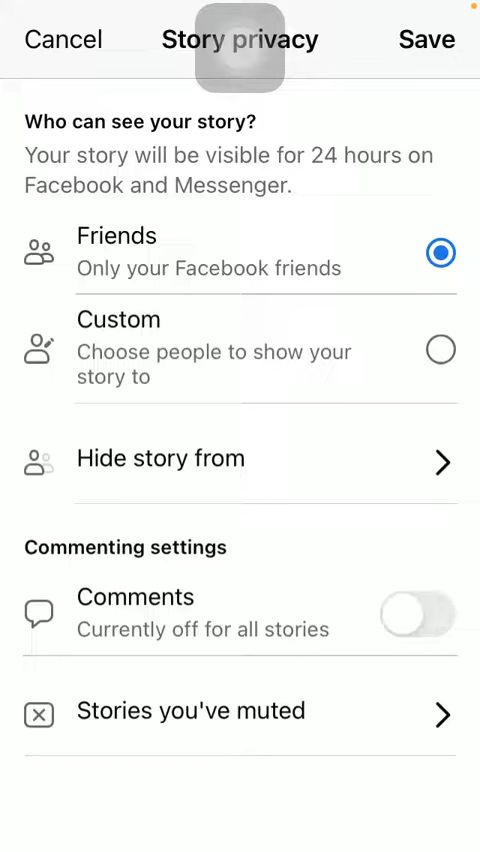 Cancel Story privacy Save
Who can see your story?
Your story will be visible for 24 hours on
Facebook and Messenger.
Friends
Only your Facebook friends
Custom
Choose people to show your
story to
Hide story from
Commenting settings
Comments
Currently off for all stories
Stories you've muted